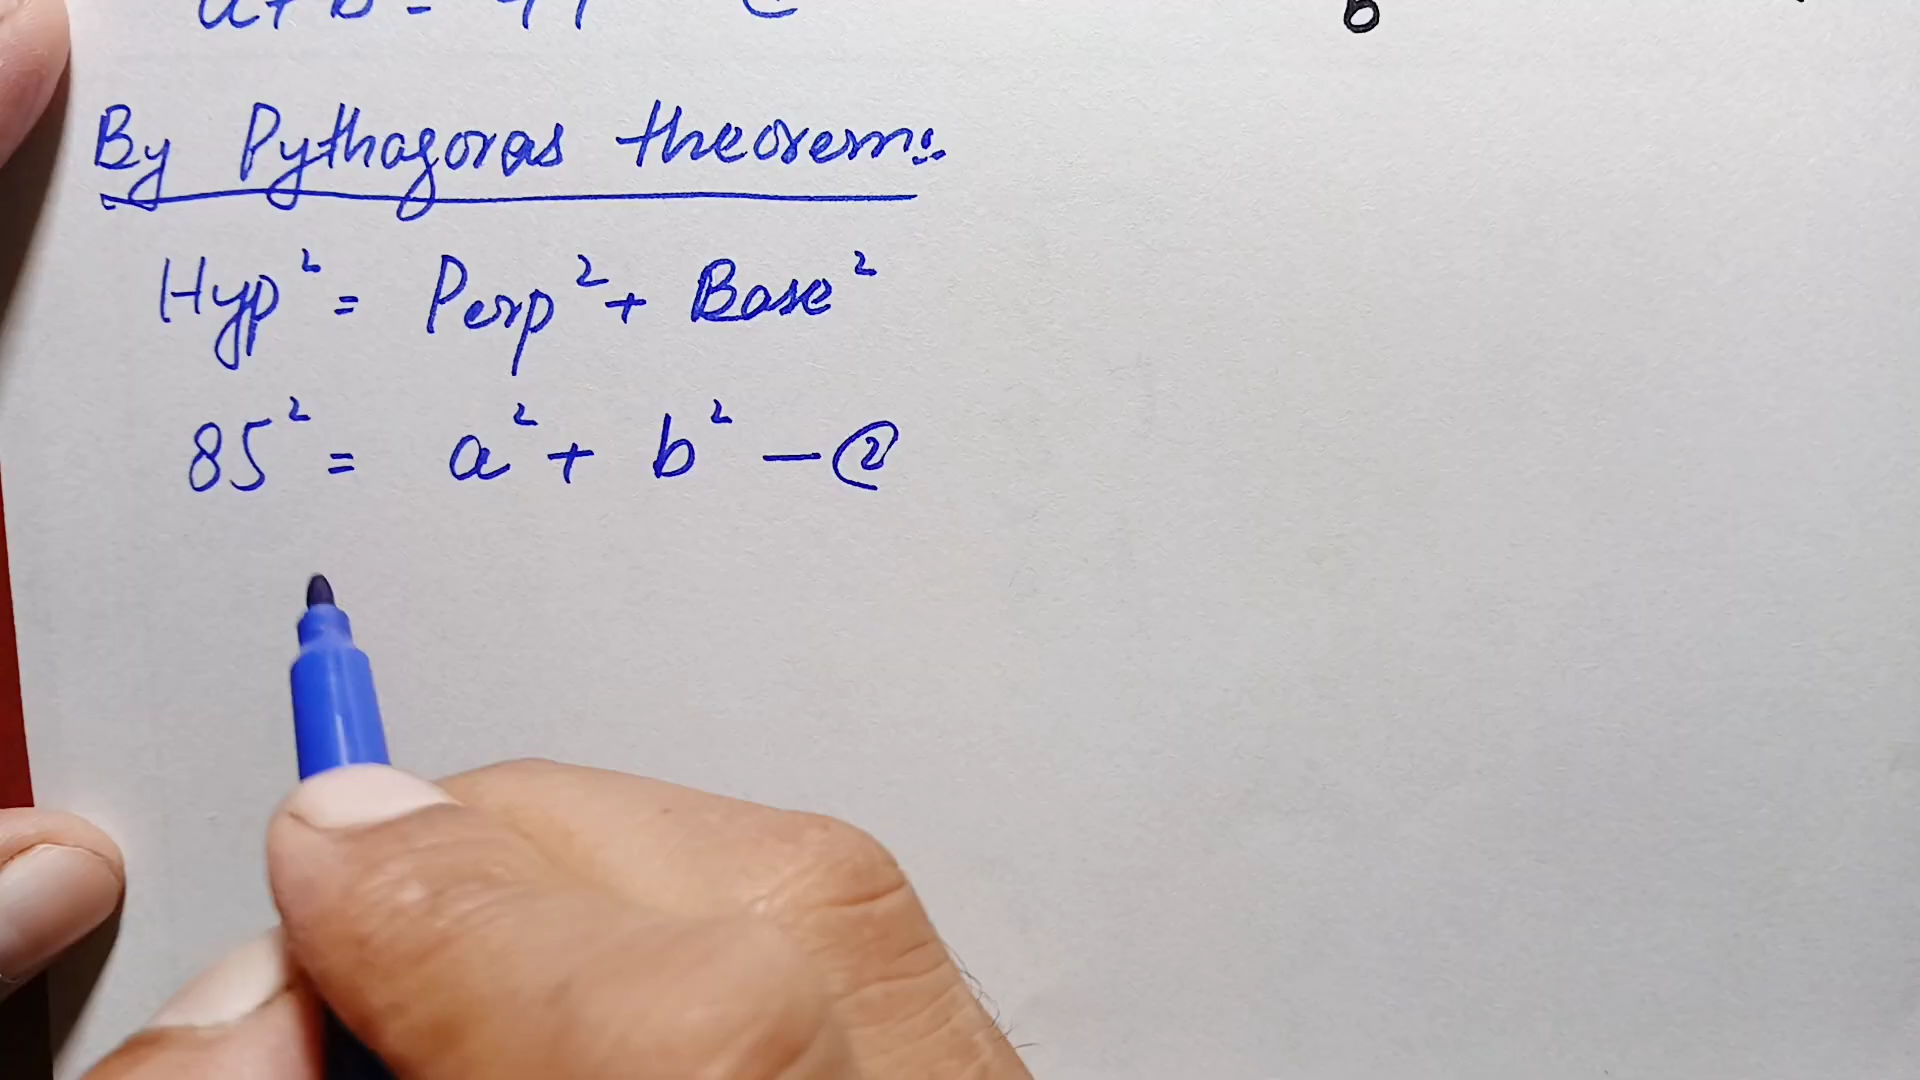 b
By Pythagoras theorem:
Hyp² = Perp² + Base²
85² = a² + b² — ②